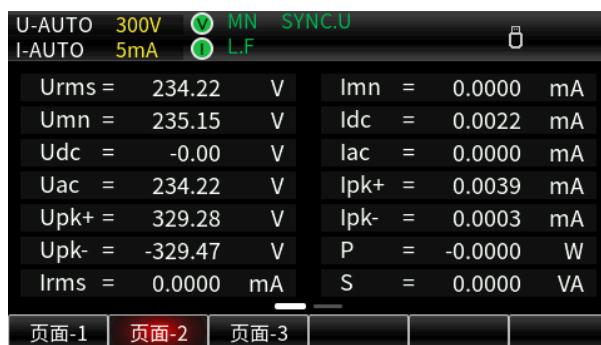 U-AUTO 300V V MN SYNC.U
I-AUTO 5mA I L.F
Urms = 234.22 V Imn = 0.0000 mA
Umn = 235.15 V Idc = 0.0022 mA
Udc = -0.00 V Iac = 0.0000 mA
Uac = 234.22 V Ipk+ = 0.0039 mA
Upk+ = 329.28 V Ipk- = 0.0003 mA
Upk- = -329.47 V P = -0.0000 W
Irms = 0.0000 mA S = 0.0000 VA
页面-1 页面-2 页面-3